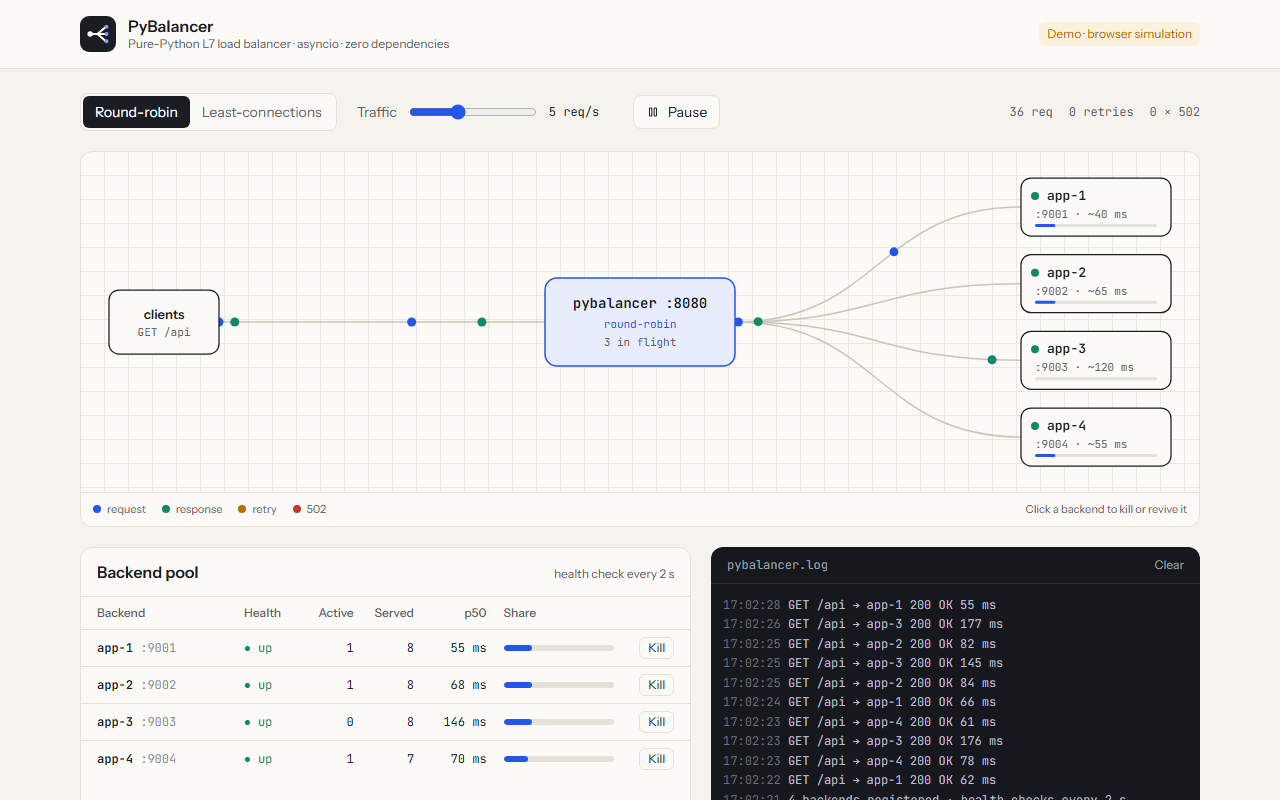 PyBalancer
Pure-Python L7 load balancer · asyncio · zero dependencies
Demo · browser simulation
Round-robin
Least-connections
Traffic
5 req/s
Pause
36 req 0 retries 0 × 502
clients
GET /api
pybalancer :8080
round-robin
3 in flight
app-1
:9001 · ~40 ms
app-2
:9002 · ~65 ms
app-3
:9003 · ~120 ms
app-4
:9004 · ~55 ms
request response retry 502
Click a backend to kill or revive it
Backend pool
health check every 2 s
Backend Health Active Served p50 Share
app-1 :9001 up 1 8 55 ms Kill
app-2 :9002 up 1 8 68 ms Kill
app-3 :9003 up 0 8 146 ms Kill
app-4 :9004 up 1 7 70 ms Kill
pybalancer.log
Clear
17:02:28 GET /api → app-1 200 OK 55 ms
17:02:26 GET /api → app-3 200 OK 177 ms
17:02:25 GET /api → app-2 200 OK 82 ms
17:02:25 GET /api → app-3 200 OK 145 ms
17:02:25 GET /api → app-2 200 OK 84 ms
17:02:24 GET /api → app-1 200 OK 66 ms
17:02:23 GET /api → app-4 200 OK 61 ms
17:02:23 GET /api → app-3 200 OK 176 ms
17:02:23 GET /api → app-4 200 OK 78 ms
17:02:22 GET /api → app-1 200 OK 62 ms
17:02:21 4 backends registered · health checks every 2 s